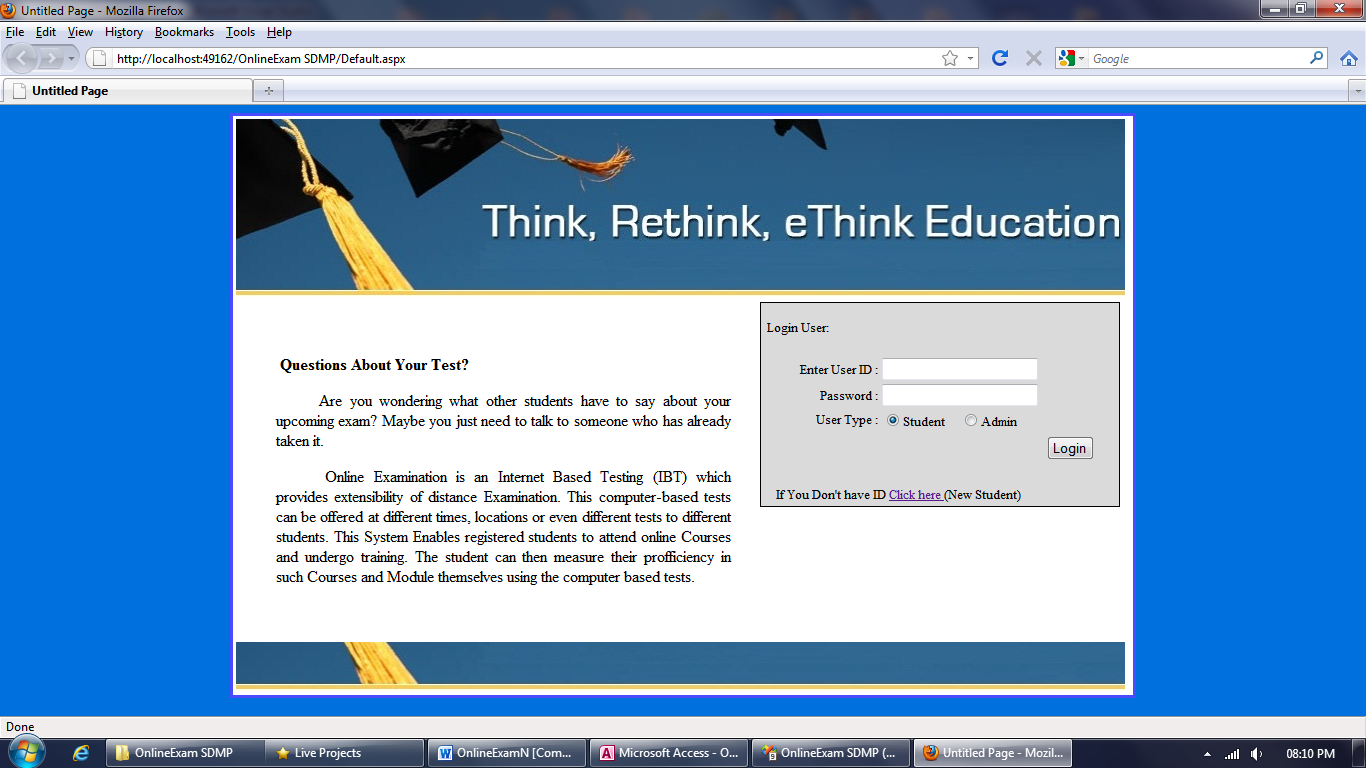 Untitled Page - Mozilla Firefox
File Edit View History Bookmarks Tools Help
http://localhost:49162/OnlineExam SDMP/Default.aspx
Google
Untitled Page
Think, Rethink, eThink Education
Login User:
Enter User ID :
Password :
User Type : Student Admin
Login
If You Don't have ID Click here (New Student)
Questions About Your Test?
Are you wondering what other students have to say about your
upcoming exam? Maybe you just need to talk to someone who has already
taken it.
Online Examination is an Internet Based Testing (IBT) which
provides extensibility of distance Examination. This computer-based tests
can be offered at different times, locations or even different tests to different
students. This System Enables registered students to attend online Courses
and undergo training. The student can then measure their profficiency in
such Courses and Module themselves using the computer based tests.
Done
OnlineExam SDMP
Live Projects
OnlineExamN [Com...
Microsoft Access - O...
OnlineExam SDMP (...
Untitled Page - Mozil...
08:10 PM